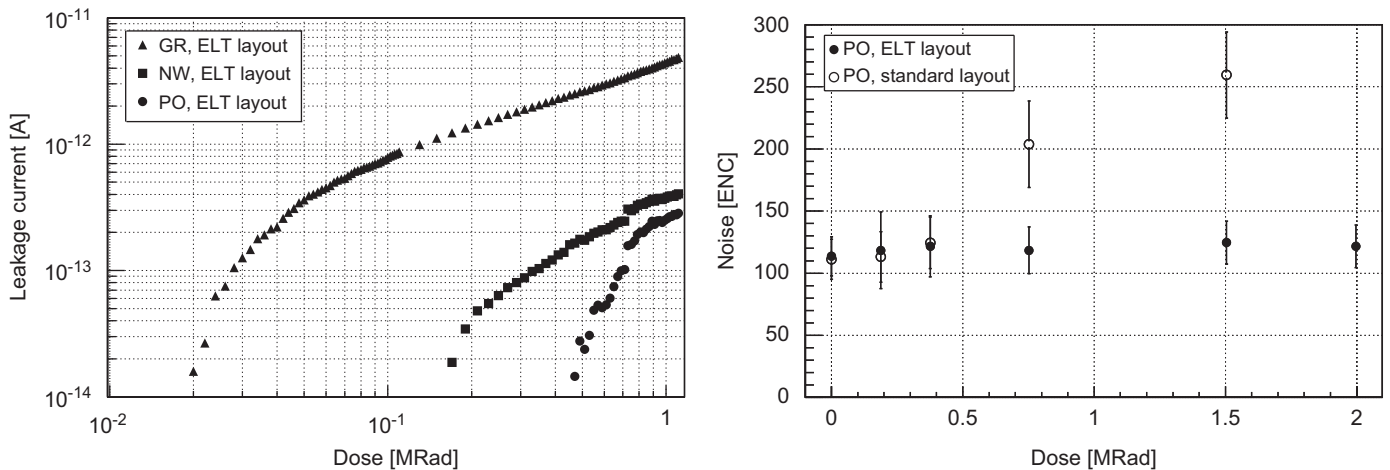 10⁻¹¹
GR, ELT layout
NW, ELT layout
PO, ELT layout
10⁻¹²
10⁻¹³
10⁻¹⁴
Leakage current [A]
10⁻²
10⁻¹
1
Dose [MRad]
300
250
200
150
100
50
0
PO, ELT layout
PO, standard layout
Noise [ENC]
0
0.5
1
1.5
2
Dose [MRad]